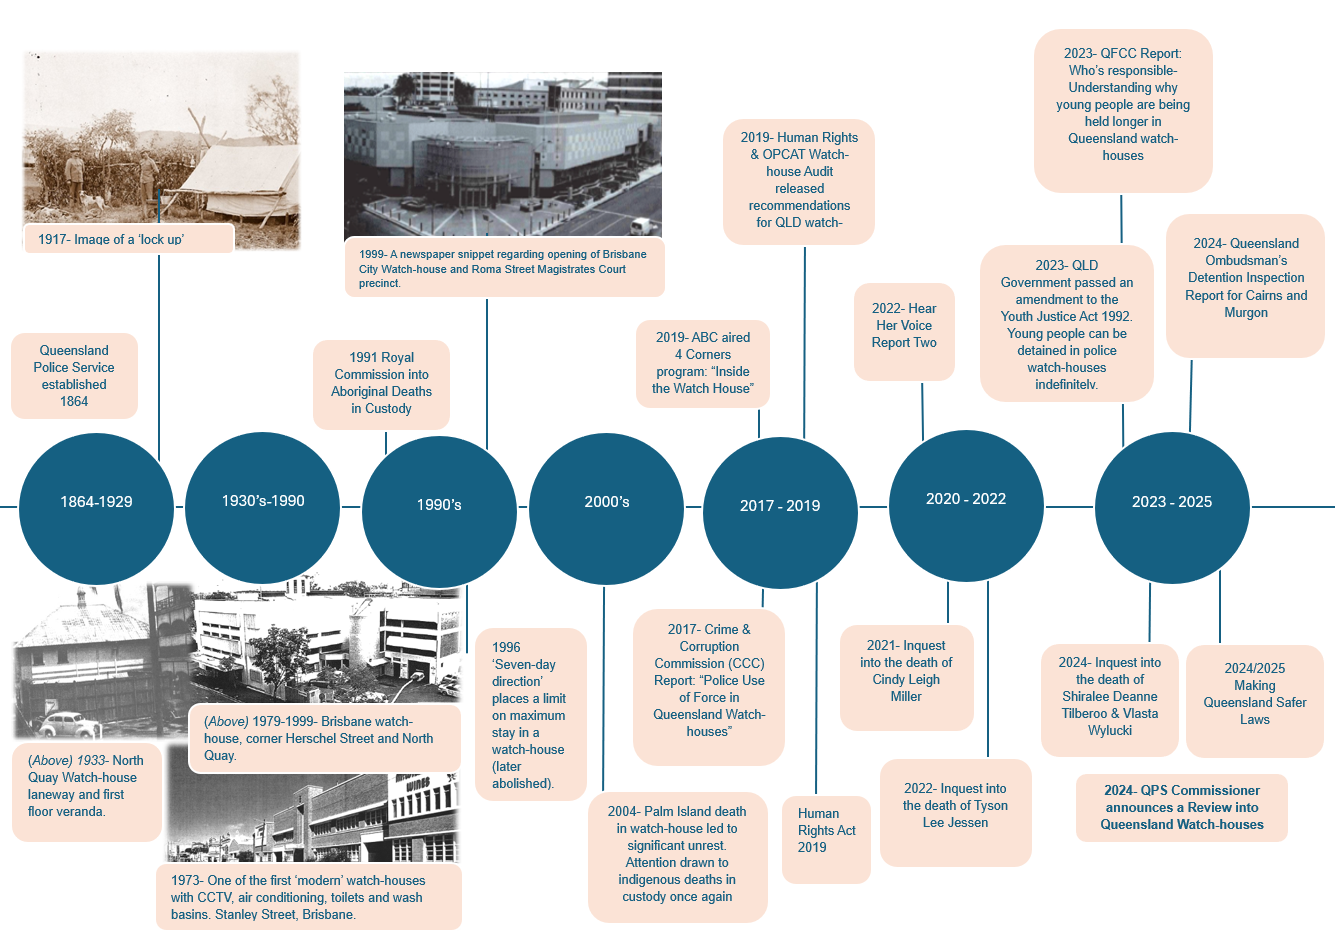 1917- Image of a ‘lock up’
1999- A newspaper snippet regarding opening of Brisbane
City Watch-house and Roma Street Magistrates Court
precinct.
Queensland
Police Service
established
1864
1991 Royal
Commission into
Aboriginal Deaths
in Custody
2019- ABC aired
4 Corners
program: “Inside
the Watch House”
2019- Human Rights
& OPCAT Watch-
house Audit
released
recommendations
for QLD watch-
2022- Hear
Her Voice
Report Two
2023- QFCC Report:
Who’s responsible-
Understanding why
young people are being
held longer in
Queensland watch-
houses
2023- QLD
Government passed an
amendment to the
Youth Justice Act 1992.
Young people can be
detained in police
watch-houses
indefinitely.
2024- Queensland
Ombudsman’s
Detention Inspection
Report for Cairns and
Murgon
1864-1929
1930’s-1990
1990’s
2000’s
2017 - 2019
2020 - 2022
2023 - 2025
(Above) 1933- North
Quay Watch-house
laneway and first
floor veranda.
(Above) 1979-1999- Brisbane watch-
house, corner Herschel Street and North
Quay.
WINES
1973- One of the first ‘modern’ watch-houses
with CCTV, air conditioning, toilets and wash
basins. Stanley Street, Brisbane.
1996
‘Seven-day
direction’
places a limit
on maximum
stay in a
watch-house
(later
abolished).
2004- Palm Island death
in watch-house led to
significant unrest.
Attention drawn to
indigenous deaths in
custody once again
2017- Crime &
Corruption
Commission (CCC)
Report: “Police Use
of Force in
Queensland Watch-
houses”
Human
Rights Act
2019
2021- Inquest
into the death of
Cindy Leigh
Miller
2022- Inquest into
the death of Tyson
Lee Jessen
2024- Inquest into
the death of
Shiralee Deanne
Tilberoo & Vlasta
Wylucki
2024/2025
Making
Queensland Safer
Laws
2024- QPS Commissioner
announces a Review into
Queensland Watch-houses